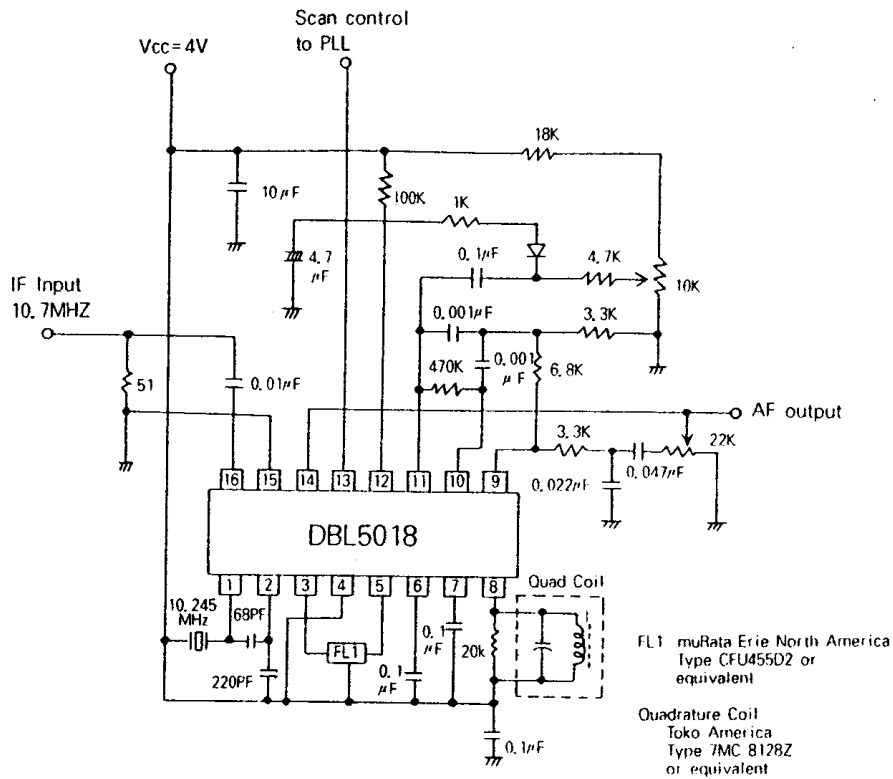 Scan control
to PLL
Vcc=4V
18K
10μF
100K
1K
4.7
μF
0.1μF
4.7K
10K
IF Input
10.7MHZ
0.001μF
3.3K
470K
0.001
μF
6.8K
51
0.01μF
AF output
3.3K
22K
0.047μF
0.022μF
16
15
14
13
12
11
10
9
DBL5018
1
2
3
4
5
6
7
8
Quad Coil
10.245
MHz
68PF
FL1
0.1
μF
20k
220PF
0.1
μF
0.1μF
FL1 muRata Erie North America
Type CFU455D2 or
equivalent
Quadrature Coil
Toko America
Type 7MC 8128Z
or equivalent